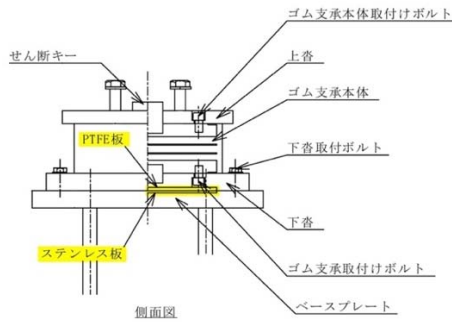 ゴム支承本体取付けボルト
せん断キー
上沓
ゴム支承本体
PTFE板
下沓取付ボルト
下沓
ステンレス板
ゴム支承取付けボルト
ベースプレート
側面図